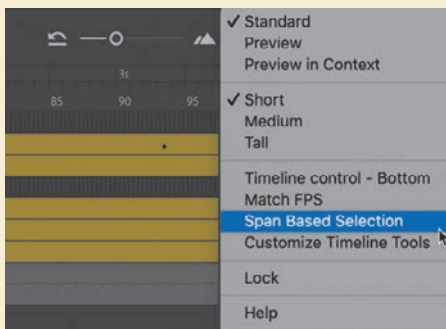 3s
85 90 95
Standard
Preview
Preview in Context
Short
Medium
Tall
Timeline control - Bottom
Match FPS
Span Based Selection
Customize Timeline Tools
Lock
Help